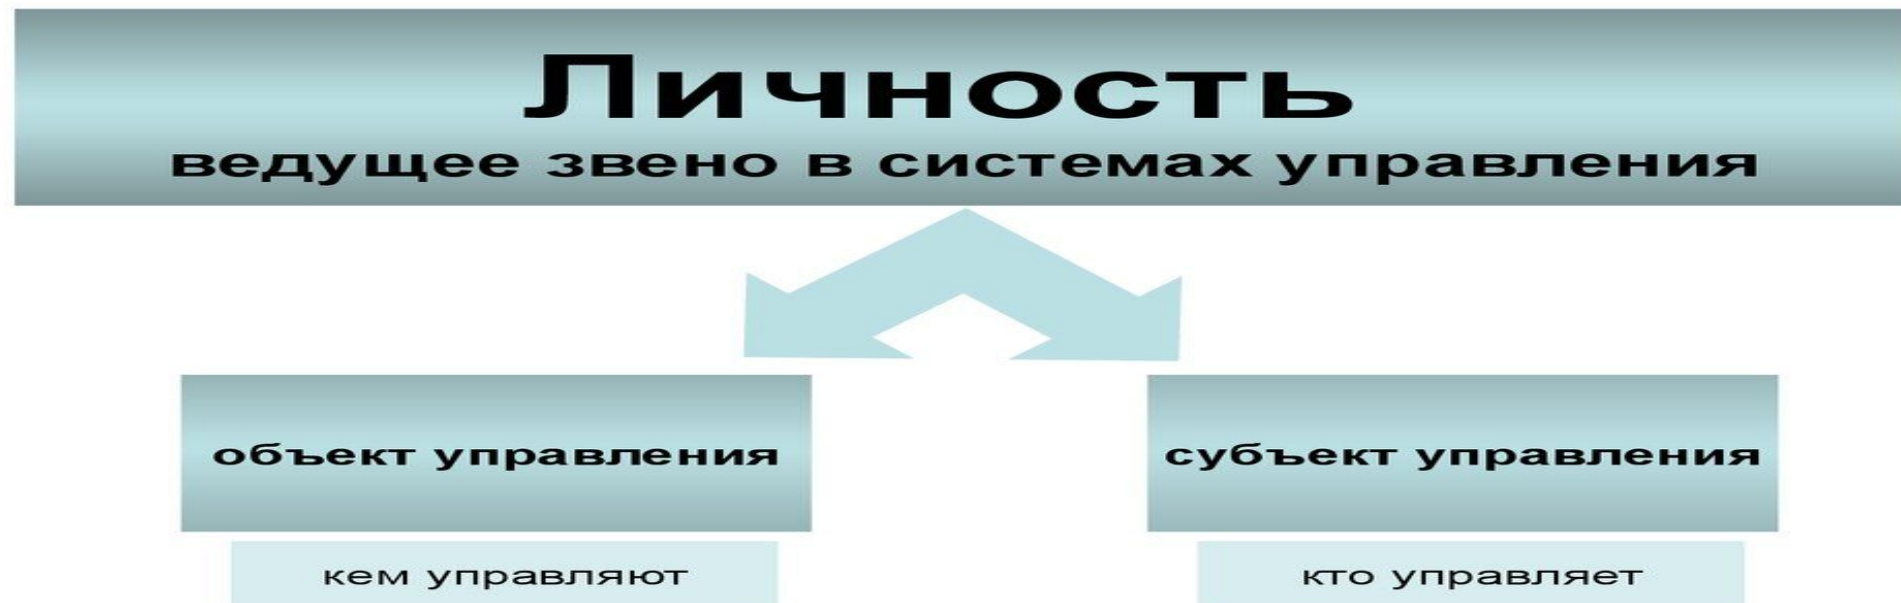 Личность
ведущее звено в системах управления
объект управления
субъект управления
кем управляют
кто управляет